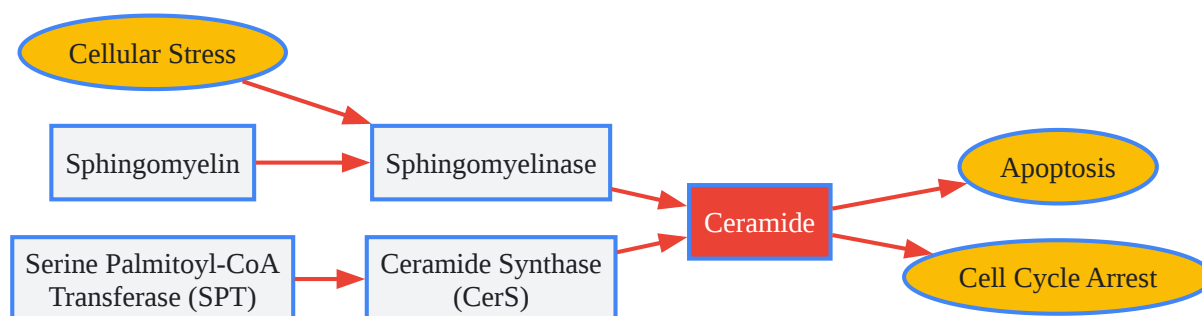 Cellular Stress
Sphingomyelin
Sphingomyelinase
Apoptosis
Ceramide
Serine Palmitoyl-CoA
Transferase (SPT)
Ceramide Synthase
(CerS)
Cell Cycle Arrest